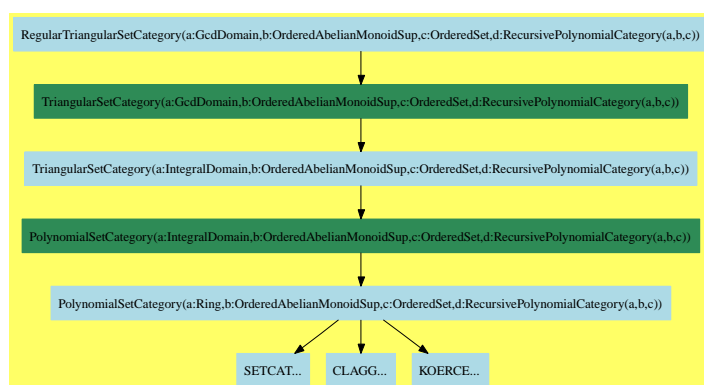 RegularTriangularSetCategory(a:GcdDomain,b:OrderedAbelianMonoidSup,c:OrderedSet,d:RecursivePolynomialCategory(a,b,c))
TriangularSetCategory(a:GcdDomain,b:OrderedAbelianMonoidSup,c:OrderedSet,d:RecursivePolynomialCategory(a,b,c))
TriangularSetCategory(a:IntegralDomain,b:OrderedAbelianMonoidSup,c:OrderedSet,d:RecursivePolynomialCategory(a,b,c))
PolynomialSetCategory(a:IntegralDomain,b:OrderedAbelianMonoidSup,c:OrderedSet,d:RecursivePolynomialCategory(a,b,c))
PolynomialSetCategory(a:Ring,b:OrderedAbelianMonoidSup,c:OrderedSet,d:RecursivePolynomialCategory(a,b,c))
SETCAT... CLAGG... KOERCE...